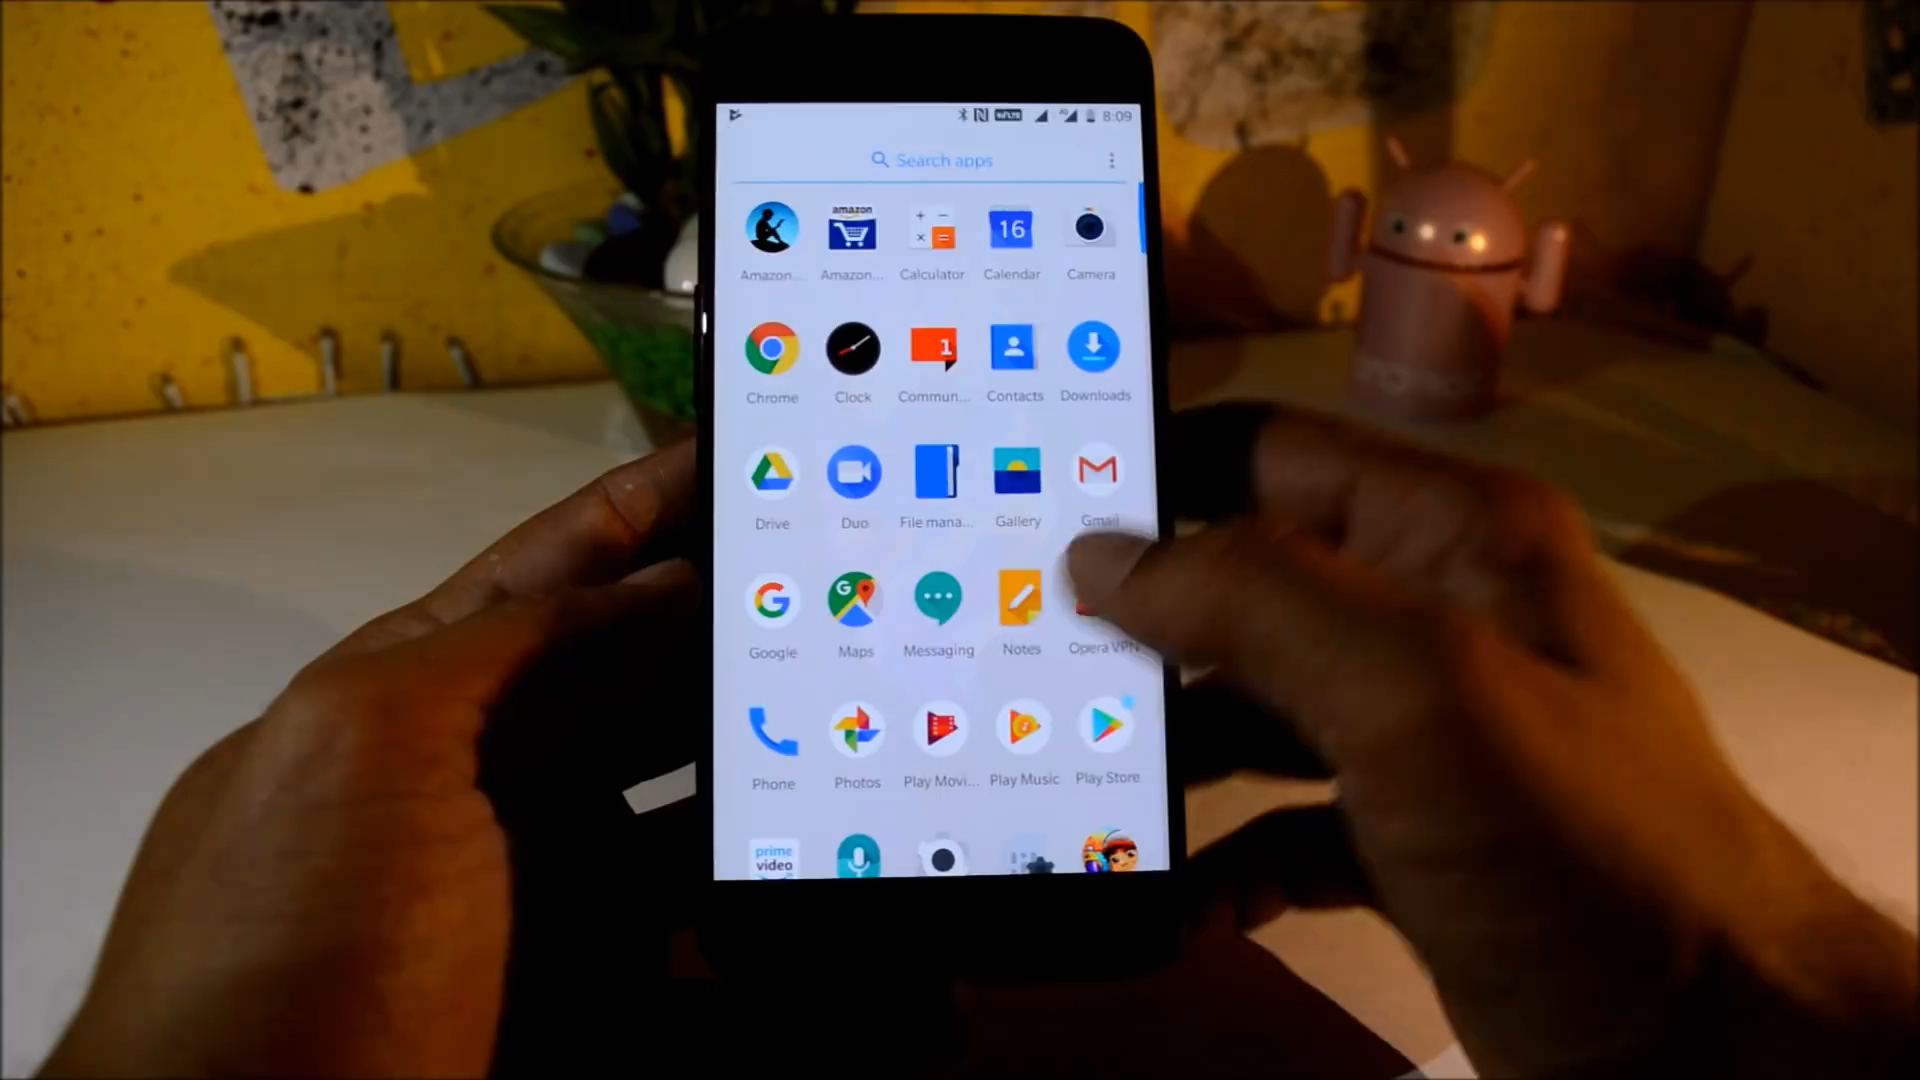 8:09
Search apps
amazon
16
Amazon... Amazon... Calculator Calendar Camera
1
Chrome Clock Commun... Contacts Downloads
Drive Duo File mana... Gallery Gmail
G
Google Maps Messaging Notes Opera VPN
Phone Photos Play Movi... Play Music Play Store
prime
video